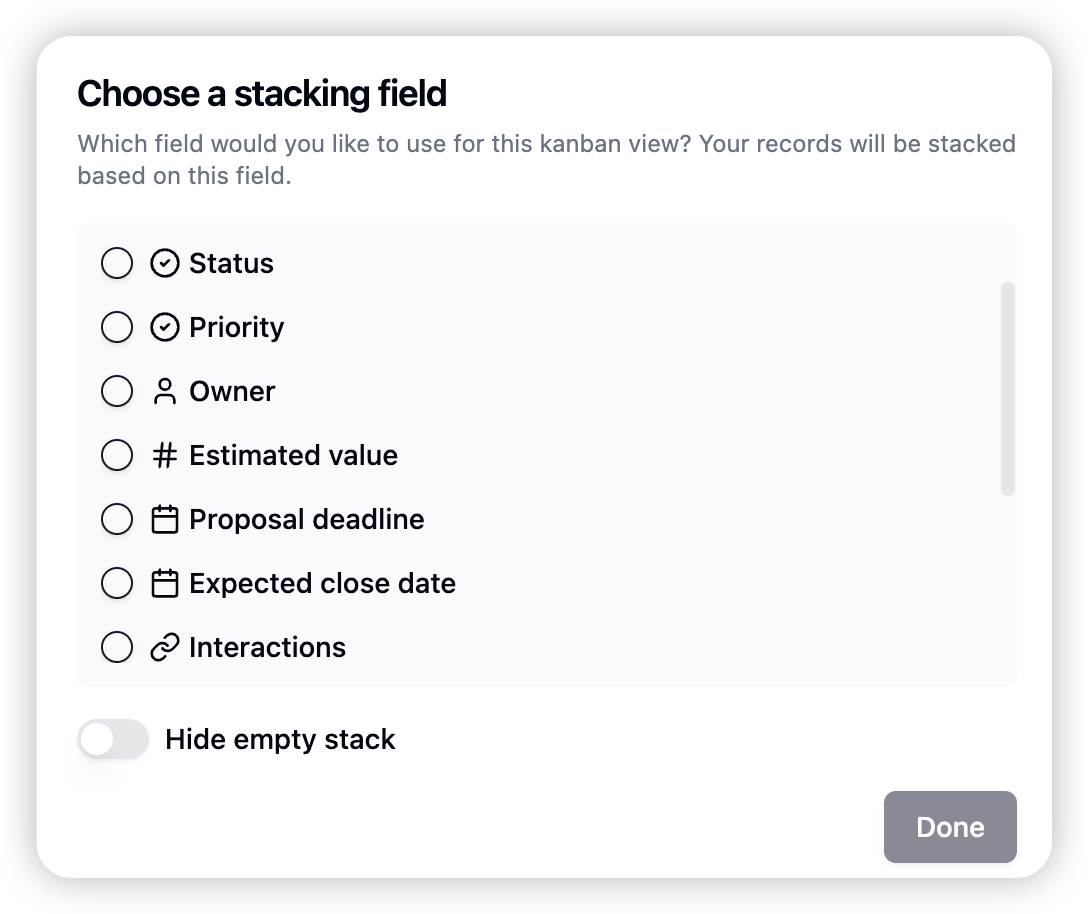 Choose a stacking field
Which field would you like to use for this kanban view? Your records will be stacked
based on this field.
Status
Priority
Owner
Estimated value
Proposal deadline
Expected close date
Interactions
Hide empty stack
Done